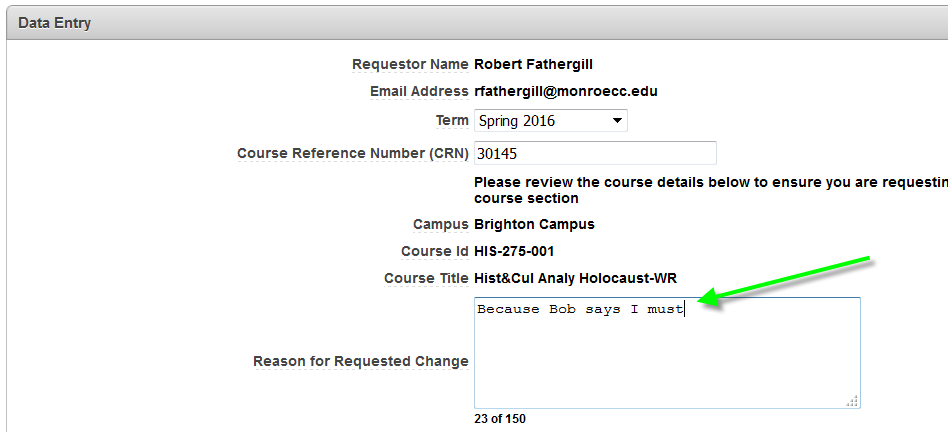 Data Entry
Requestor Name Robert Fathergill
Email Address rfathergill@monroecc.edu
Term Spring 2016
Course Reference Number (CRN) 30145
Please review the course details below to ensure you are requestin
course section
Campus Brighton Campus
Course Id HIS-275-001
Course Title Hist&Cul Analy Holocaust-WR
Because Bob says I must
Reason for Requested Change
23 of 150